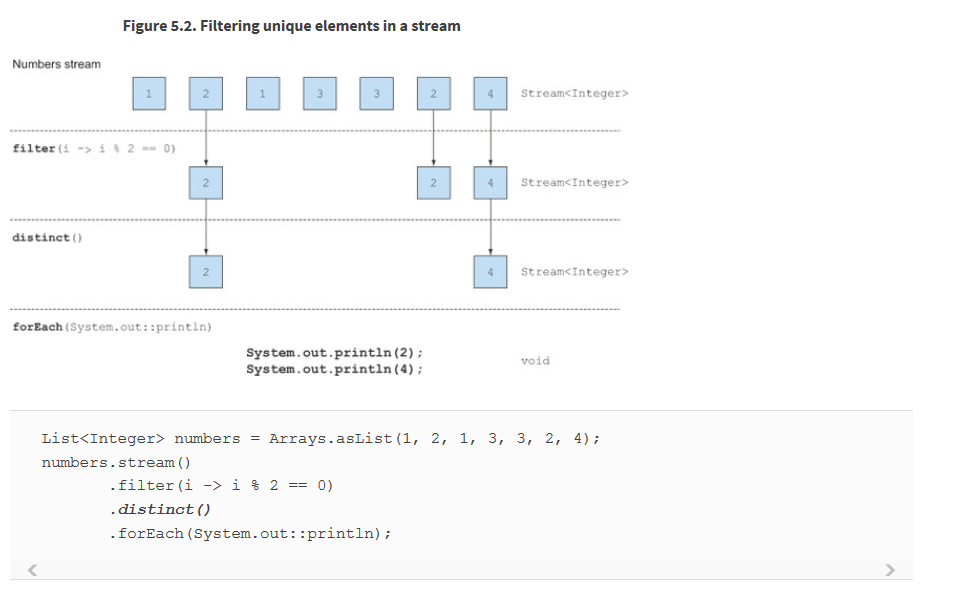 Figure 5.2. Filtering unique elements in a stream
Numbers stream
1 2 1 3 3 2 4 Stream<Integer>
filter(i -> i % 2 == 0)
2 2 4 Stream<Integer>
distinct()
2 4 Stream<Integer>
forEach(System.out::println)
System.out.println(2);
System.out.println(4);
void
List<Integer> numbers = Arrays.asList(1, 2, 1, 3, 3, 2, 4);
numbers.stream()
.filter(i -> i % 2 == 0)
.distinct()
.forEach(System.out::println);